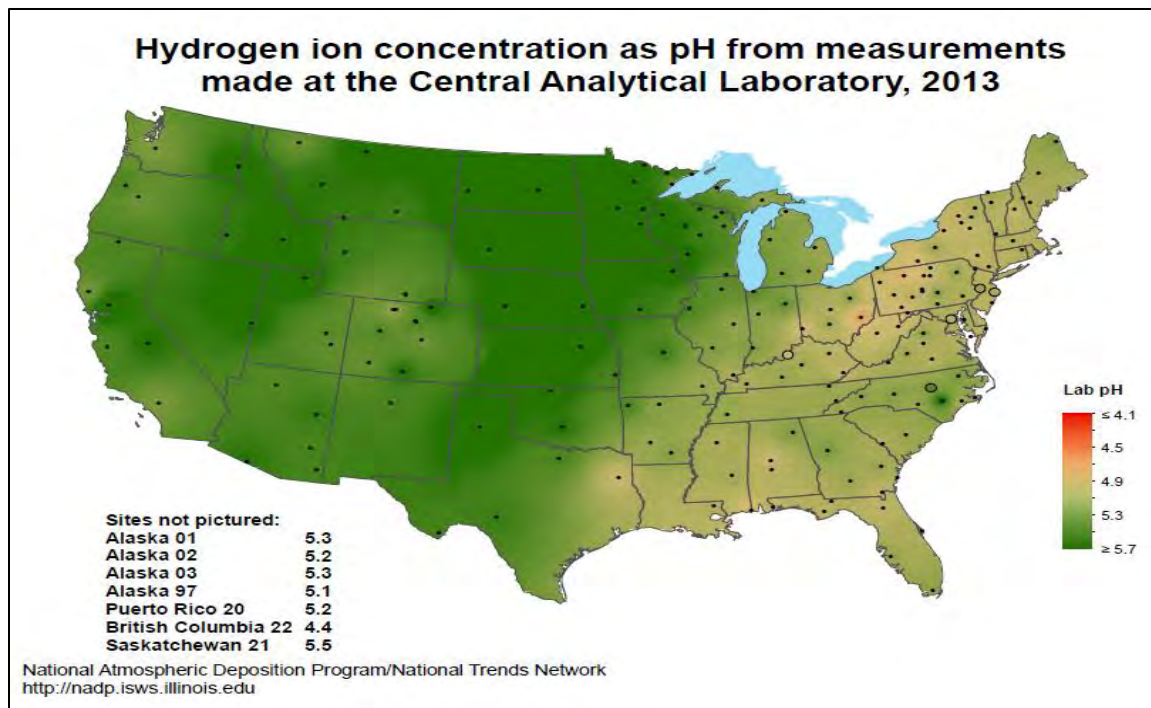 Hydrogen ion concentration as pH from measurements
made at the Central Analytical Laboratory, 2013
Lab pH
≤ 4.1
4.5
4.9
5.3
≥ 5.7
Sites not pictured:
Alaska 01 5.3
Alaska 02 5.2
Alaska 03 5.3
Alaska 97 5.1
Puerto Rico 20 5.2
British Columbia 22 4.4
Saskatchewan 21 5.5
National Atmospheric Deposition Program/National Trends Network
http://nadp.isws.illinois.edu